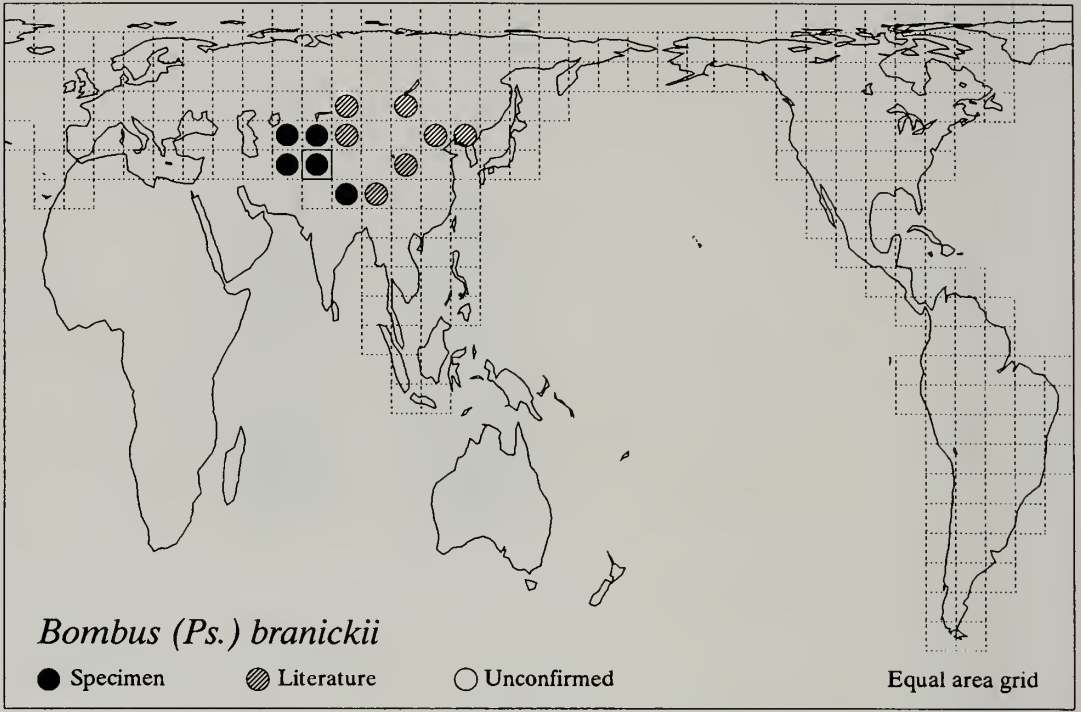 Bombus (Ps.) branickii
Specimen Literature Unconfirmed Equal area grid